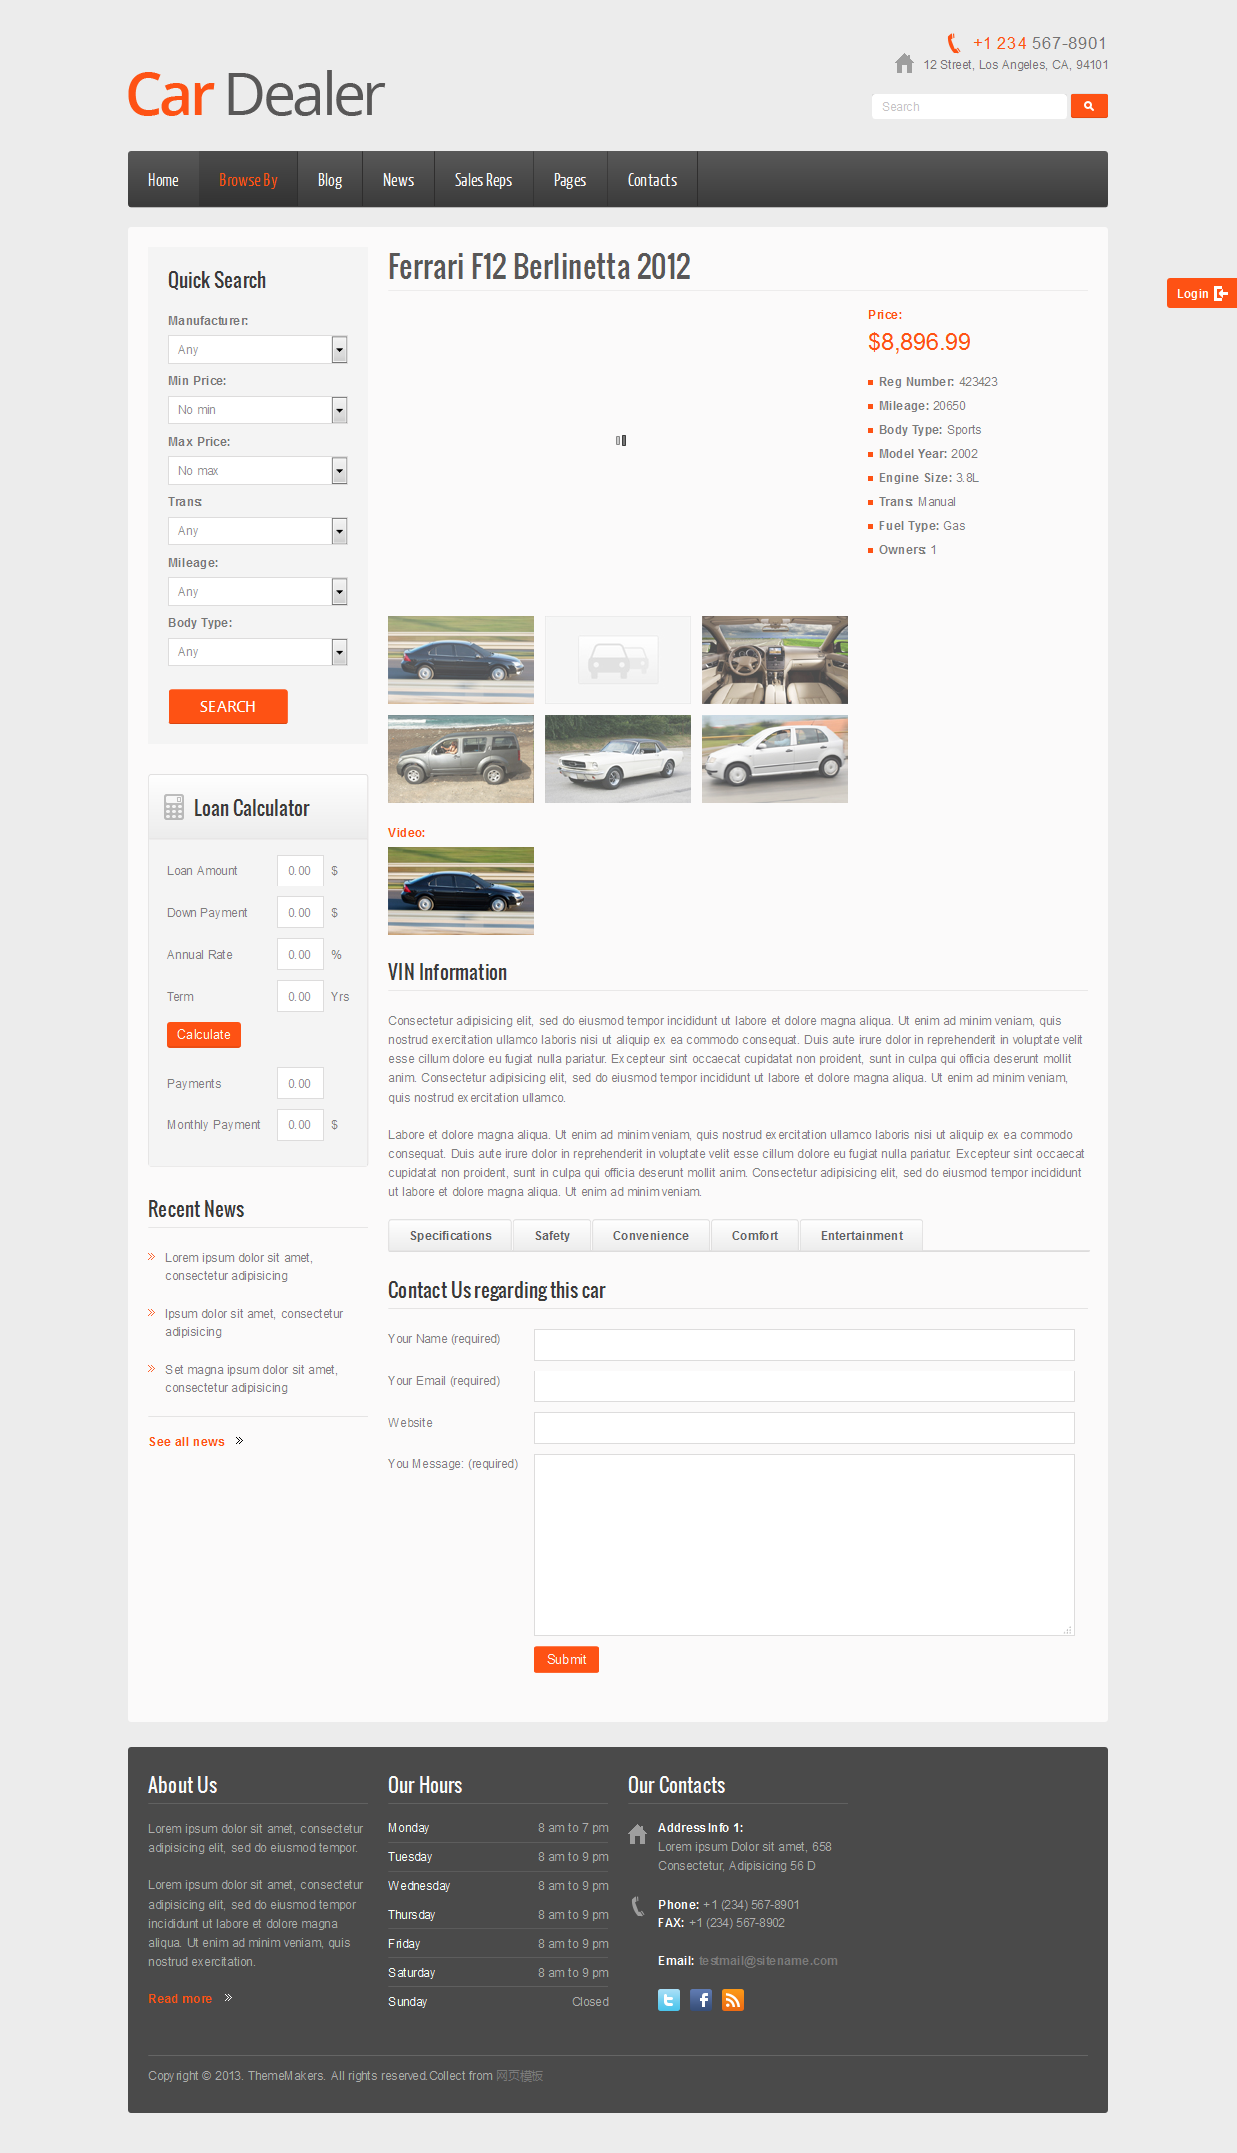 +1 234 567-8901
12 Street, Los Angeles, CA, 94101
Car Dealer
Search
Home
Browse By
Blog
News
Sales Reps
Pages
Contacts
Login
Quick Search
Manufacturer:
Any
Min Price:
No min
Max Price:
No max
Trans:
Any
Mileage:
Any
Body Type:
Any
SEARCH
Loan Calculator
Loan Amount 0.00 $
Down Payment 0.00 $
Annual Rate 0.00 %
Term 0.00 Yrs
Calculate
Payments 0.00
Monthly Payment 0.00 $
Recent News
Lorem ipsum dolor sit amet,
consectetur adipisicing
Ipsum dolor sit amet, consectetur
adipisicing
Set magna ipsum dolor sit amet,
consectetur adipisicing
See all news
Ferrari F12 Berlinetta 2012
Price:
$8,896.99
Reg Number: 423423
Mileage: 20650
Body Type: Sports
Model Year: 2002
Engine Size: 3.8L
Trans: Manual
Fuel Type: Gas
Owners: 1
Video:
VIN Information
Consectetur adipisicing elit, sed do eiusmod tempor incididunt ut labore et dolore magna aliqua. Ut enim ad minim veniam, quis
nostrud exercitation ullamco laboris nisi ut aliquip ex ea commodo consequat. Duis aute irure dolor in reprehenderit in voluptate velit
esse cillum dolore eu fugiat nulla pariatur. Excepteur sint occaecat cupidatat non proident, sunt in culpa qui officia deserunt mollit
anim. Consectetur adipisicing elit, sed do eiusmod tempor incididunt ut labore et dolore magna aliqua. Ut enim ad minim veniam,
quis nostrud exercitation ullamco.
Labore et dolore magna aliqua. Ut enim ad minim veniam, quis nostrud exercitation ullamco laboris nisi ut aliquip ex ea commodo
consequat. Duis aute irure dolor in reprehenderit in voluptate velit esse cillum dolore eu fugiat nulla pariatur. Excepteur sint occaecat
cupidatat non proident, sunt in culpa qui officia deserunt mollit anim. Consectetur adipisicing elit, sed do eiusmod tempor incididunt
ut labore et dolore magna aliqua. Ut enim ad minim veniam.
Specifications
Safety
Convenience
Comfort
Entertainment
Contact Us regarding this car
Your Name (required)
Your Email (required)
Website
You Message: (required)
Submit
About Us
Lorem ipsum dolor sit amet, consectetur
adipisicing elit, sed do eiusmod tempor.
Lorem ipsum dolor sit amet, consectetur
adipisicing elit, sed do eiusmod tempor
incididunt ut labore et dolore magna
aliqua. Ut enim ad minim veniam, quis
nostrud exercitation.
Read more
Our Hours
Monday 8 am to 7 pm
Tuesday 8 am to 9 pm
Wednesday 8 am to 9 pm
Thursday 8 am to 9 pm
Friday 8 am to 9 pm
Saturday 8 am to 9 pm
Sunday Closed
Our Contacts
Address Info 1:
Lorem ipsum Dolor sit amet, 658
Consectetur, Adipisicing 56 D
Phone: +1 (234) 567-8901
FAX: +1 (234) 567-8902
Email: testmail@sitename.com
Copyright © 2013. ThemeMakers. All rights reserved.Collect from 网页模板